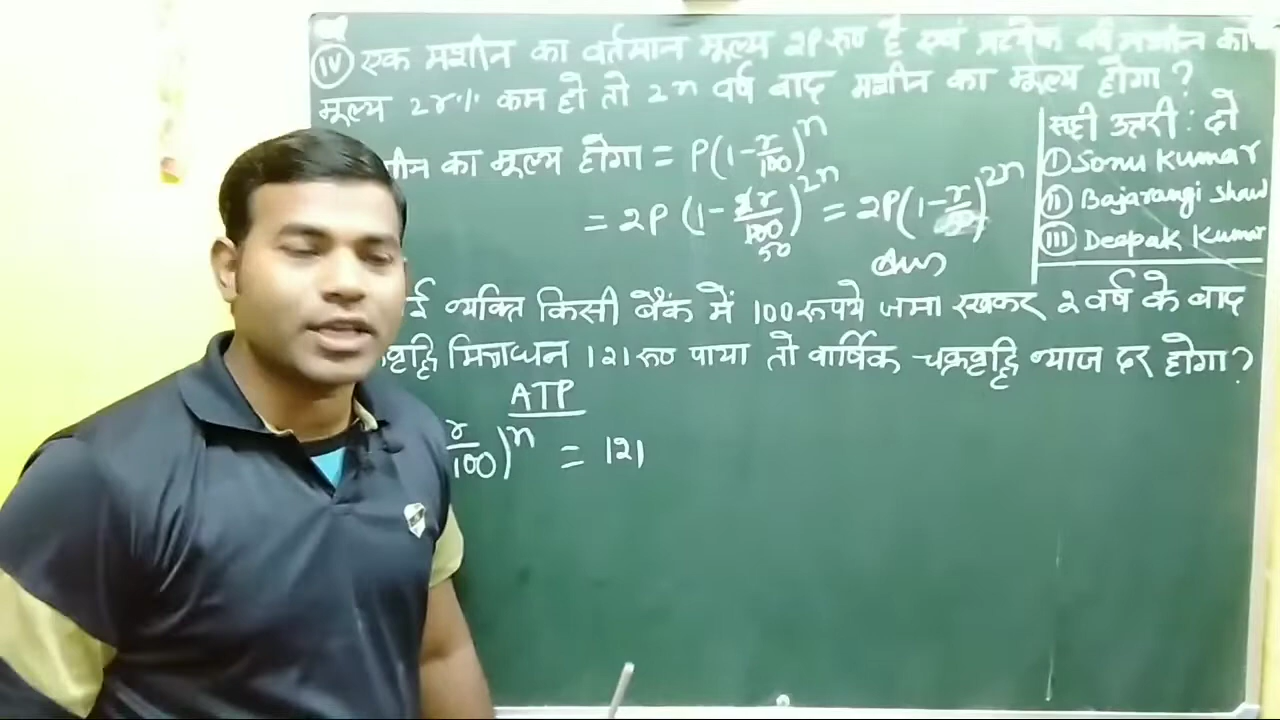 (IV) एक मशीन का वर्तमान मूल्य 2P रु० है एवं प्रत्येक वर्ष मशीन का
मूल्य 2r% कम हो तो 2n वर्ष बाद मशीन का मूल्य होगा ?
शीन का मूल्य होगा = P(1-r/100)^n
= 2P (1-2r/100)^2n = 2P(1-r/50)^2n
50
Ans
सही उत्तर : दो
(I) Sonu Kumar
(II) Bajarangi Shaw
(III) Deepak Kumar
ई व्यक्ति किसी बैंक में 100 रूपये जमा रखकर 2 वर्ष के बाद
वृद्धि मिश्रधन 121 रु० पाया तो वार्षिक चक्रवृद्धि ब्याज दर होगा ?
ATP
r/100)^n = 121